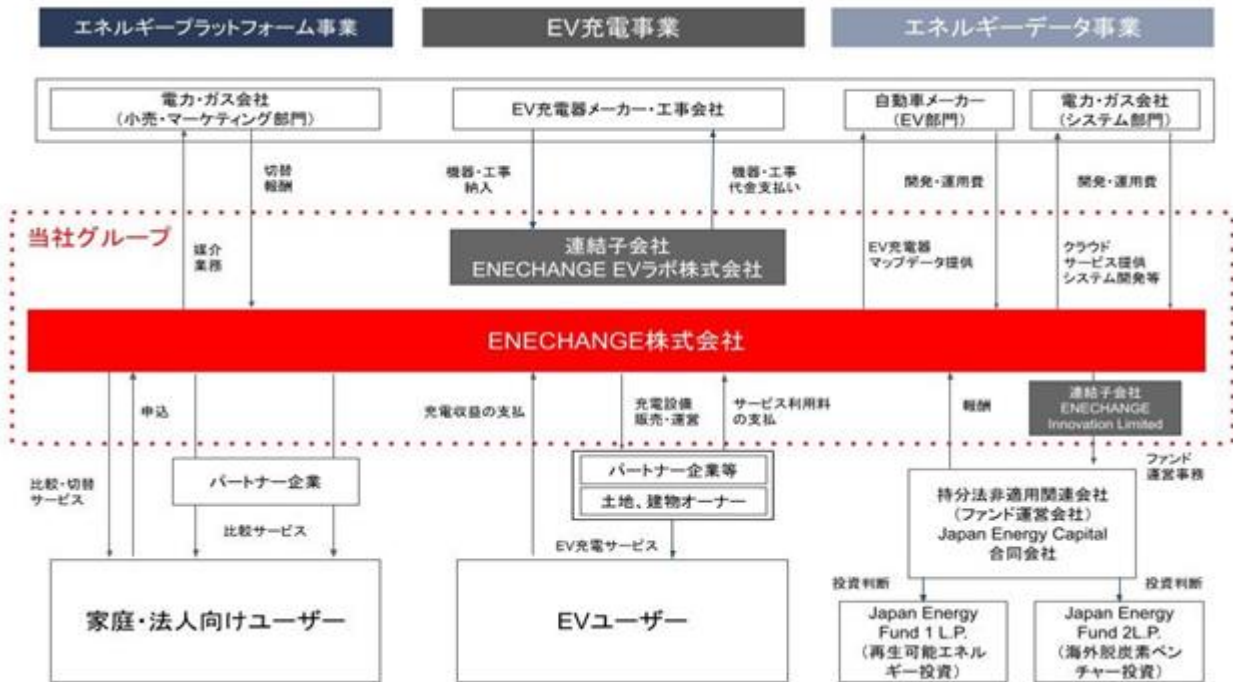 エネルギープラットフォーム事業
EV充電事業
エネルギーデータ事業
電力・ガス会社
(小売・マーケティング部門)
EV充電器メーカー・工事会社
自動車メーカー
(EV部門)
電力・ガス会社
(システム部門)
切替
報酬
機器・工事
納入
機器・工事
代金支払い
開発・運用費
開発・運用費
当社グループ
媒介
業務
連結子会社
ENECHANGE EVラボ株式会社
EV充電器
マップデータ提供
クラウド
サービス提供
システム開発等
ENECHANGE株式会社
申込
充電収益の支払
充電設備
販売・運営
サービス利用料
の支払
報酬
連結子会社
ENECHANGE
Innovation Limited
比較・切替
サービス
パートナー企業
パートナー企業等
土地、建物オーナー
ファンド
運営事務
持分法非適用関連会社
(ファンド運営会社)
Japan Energy Capital
合同会社
比較サービス
EV充電サービス
投資判断
投資判断
家庭・法人向けユーザー
EVユーザー
Japan Energy
Fund 1 L.P.
(再生可能エネル
ギー投資)
Japan Energy
Fund 2L.P.
(海外脱炭素ベン
チャー投資)